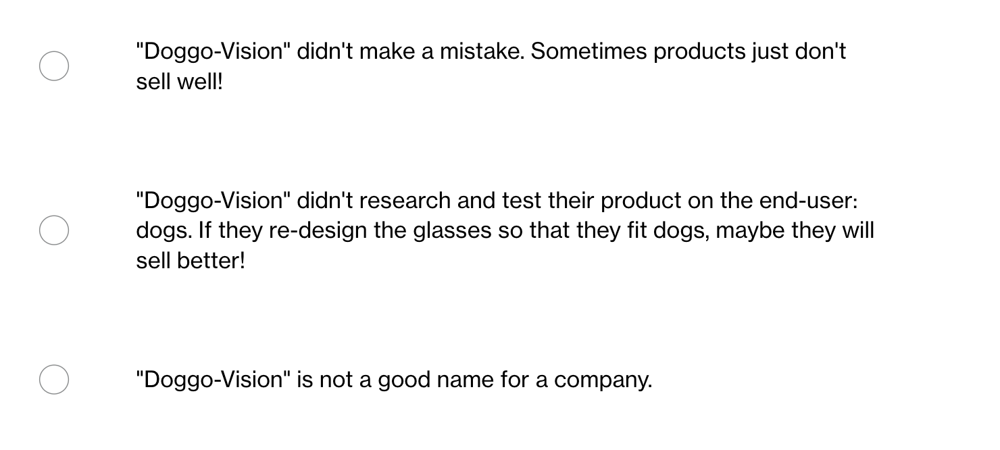 "Doggo-Vision" didn't make a mistake. Sometimes products just don't
sell well!
"Doggo-Vision" didn't research and test their product on the end-user:
dogs. If they re-design the glasses so that they fit dogs, maybe they will
sell better!
"Doggo-Vision" is not a good name for a company.